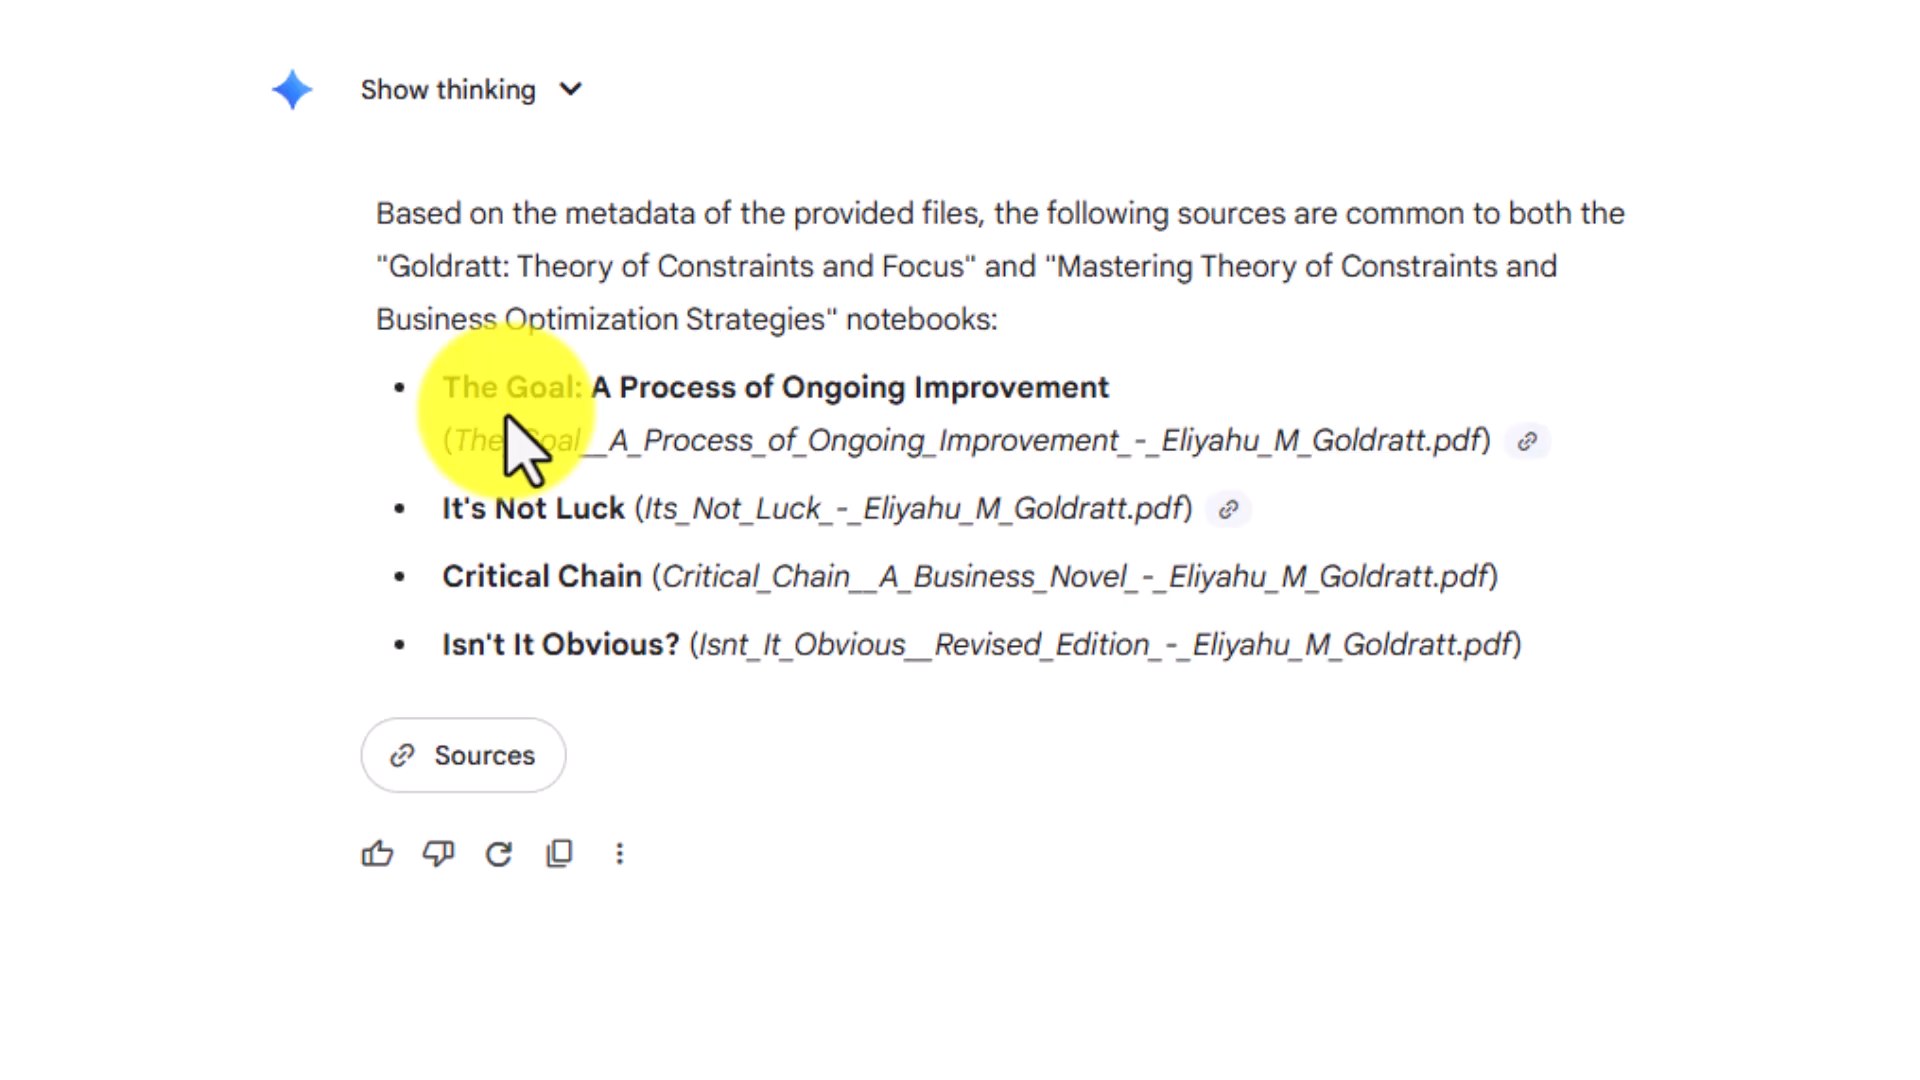 Show thinking
Based on the metadata of the provided files, the following sources are common to both the
"Goldratt: Theory of Constraints and Focus" and "Mastering Theory of Constraints and
Business Optimization Strategies" notebooks:
• The Goal: A Process of Ongoing Improvement
(The_Goal__A_Process_of_Ongoing_Improvement_-_Eliyahu_M_Goldratt.pdf)
• It's Not Luck (Its_Not_Luck_-_Eliyahu_M_Goldratt.pdf)
• Critical Chain (Critical_Chain__A_Business_Novel_-_Eliyahu_M_Goldratt.pdf)
• Isn't It Obvious? (Isnt_It_Obvious__Revised_Edition_-_Eliyahu_M_Goldratt.pdf)
Sources